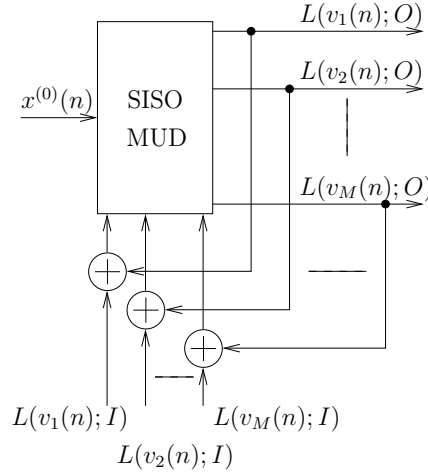 L(v_1(n); O)
L(v_2(n); O)
x^{(0)}(n)
SISO
MUD
L(v_M(n); O)
L(v_1(n); I)
L(v_M(n); I)
L(v_2(n); I)